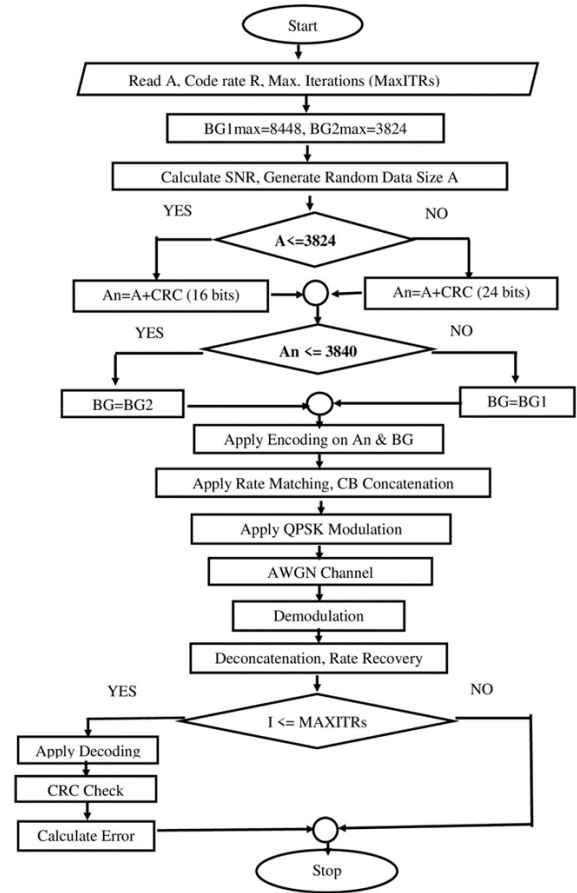 Start
Read A, Code rate R, Max. Iterations (MaxITRs)
BG1max=8448, BG2max=3824
Calculate SNR, Generate Random Data Size A
YES
NO
A<=3824
An=A+CRC (16 bits)
An=A+CRC (24 bits)
YES
NO
An <= 3840
BG=BG2
BG=BG1
Apply Encoding on An & BG
Apply Rate Matching, CB Concatenation
Apply QPSK Modulation
AWGN Channel
Demodulation
Deconcatenation, Rate Recovery
YES
NO
I <= MAXITRs
Apply Decoding
CRC Check
Calculate Error
Stop